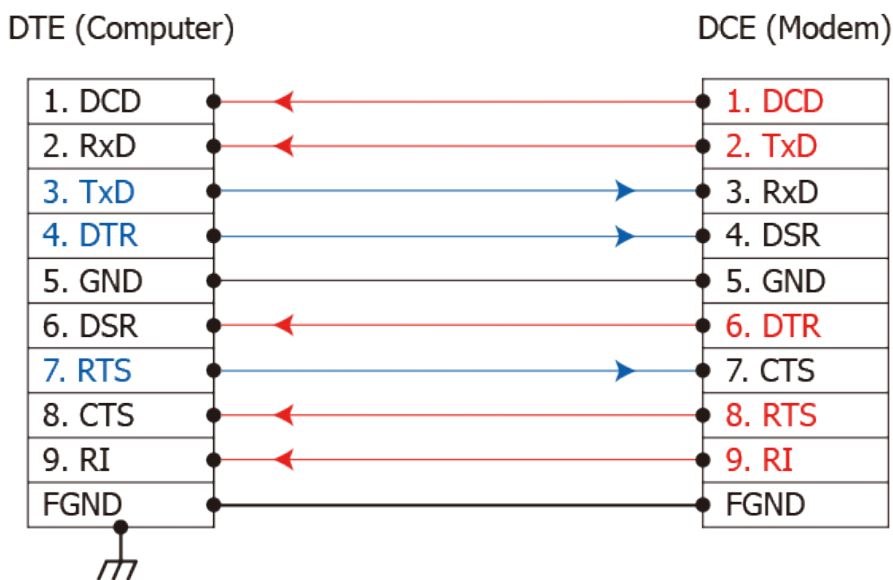 DTE (Computer)
DCE (Modem)
1. DCD
1. DCD
2. RxD
2. TxD
3. TxD
3. RxD
4. DTR
4. DSR
5. GND
5. GND
6. DSR
6. DTR
7. RTS
7. CTS
8. CTS
8. RTS
9. RI
9. RI
FGND
FGND